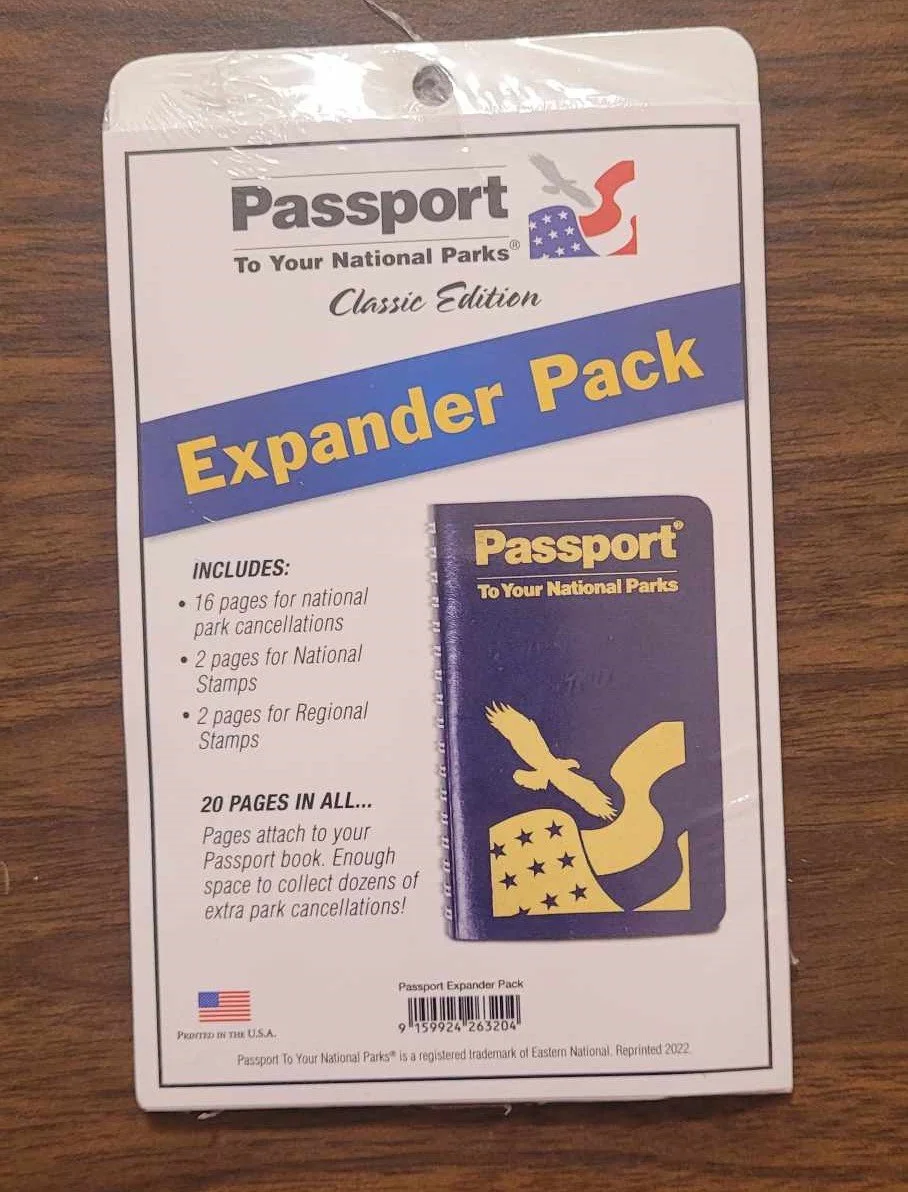 Passport
To Your National Parks®
Classic Edition
Expander Pack
INCLUDES:
• 16 pages for national
park cancellations
• 2 pages for National
Stamps
• 2 pages for Regional
Stamps
20 PAGES IN ALL...
Pages attach to your
Passport book. Enough
space to collect dozens of
extra park cancellations!
Passport®
To Your National Parks
PRINTED IN THE U.S.A.
Passport Expander Pack
9 159924 263204
Passport To Your National Parks® is a registered trademark of Eastern National. Reprinted 2022.